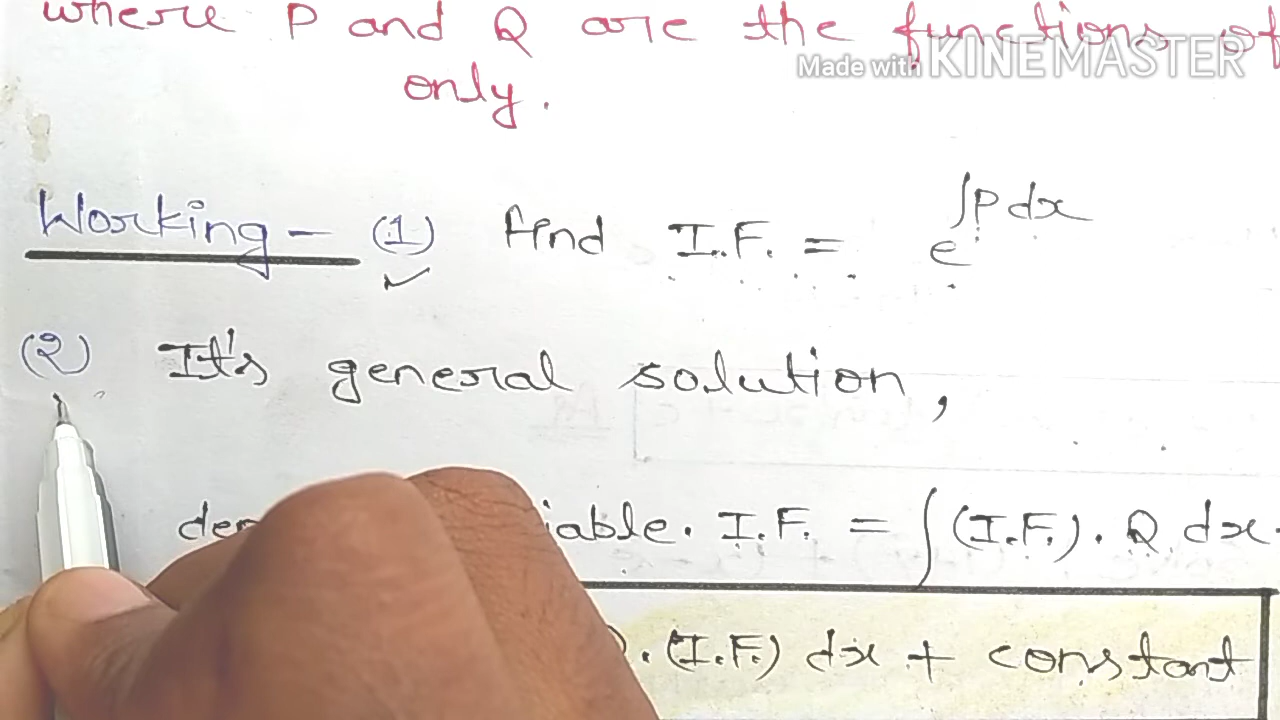 where P and Q are the functions of
only.
Made with KINEMASTER
Working - (1) Find I.F. = e^∫P dx
(2) It's general solution,
iable. I.F. = ∫(I.F.). Q dx.
. (I.F.) dx + constant